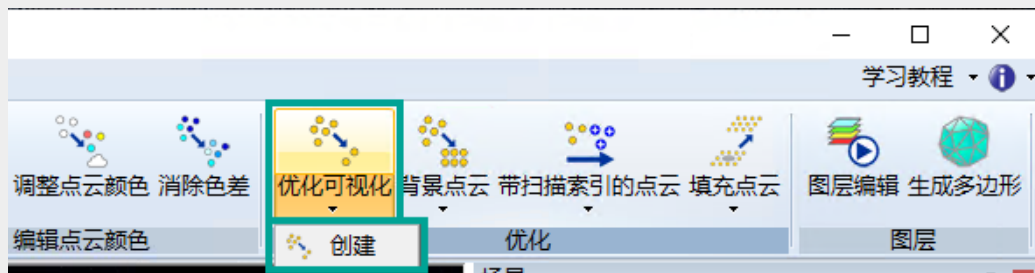 学习教程
调整点云颜色 消除色差 优化可视化 背景点云 带扫描索引的点云 填充点云 图层编辑 生成多边形
编辑点云颜色 优化 图层
创建
场景